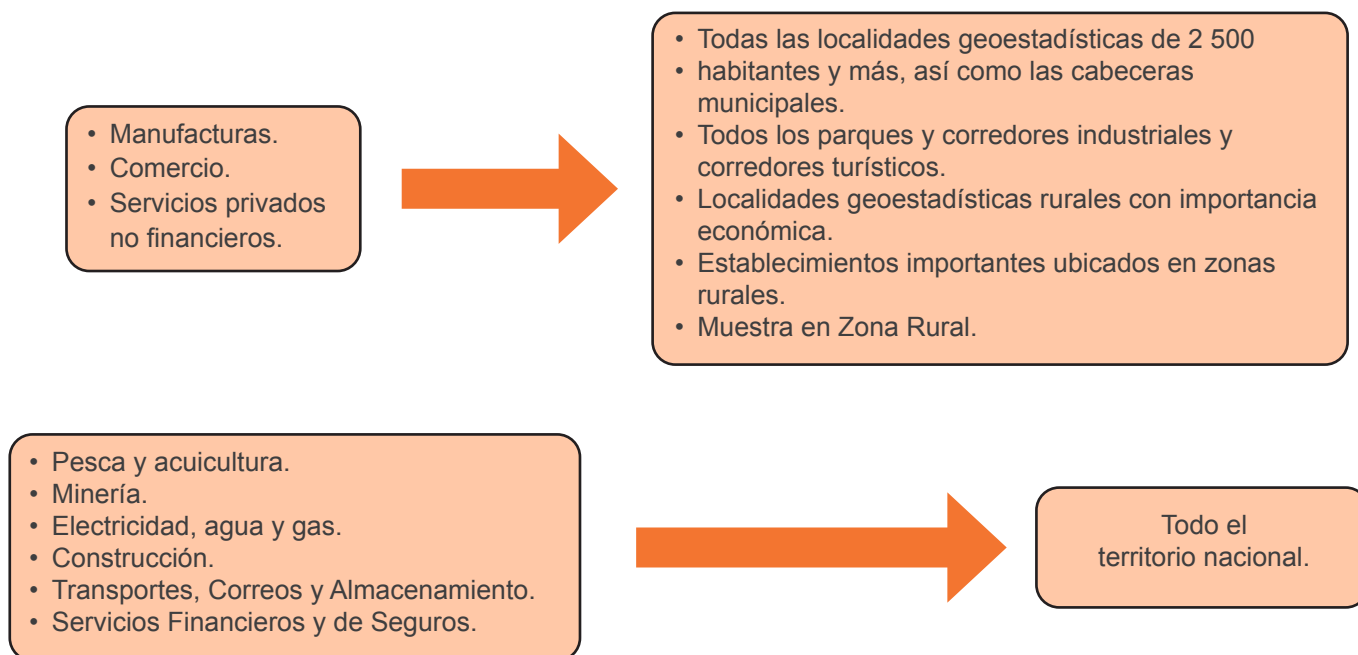 • Manufacturas.
• Comercio.
• Servicios privados
no financieros.
• Todas las localidades geoestadísticas de 2 500
• habitantes y más, así como las cabeceras
municipales.
• Todos los parques y corredores industriales y
corredores turísticos.
• Localidades geoestadísticas rurales con importancia
económica.
• Establecimientos importantes ubicados en zonas
rurales.
• Muestra en Zona Rural.
• Pesca y acuicultura.
• Minería.
• Electricidad, agua y gas.
• Construcción.
• Transportes, Correos y Almacenamiento.
• Servicios Financieros y de Seguros.
Todo el
territorio nacional.